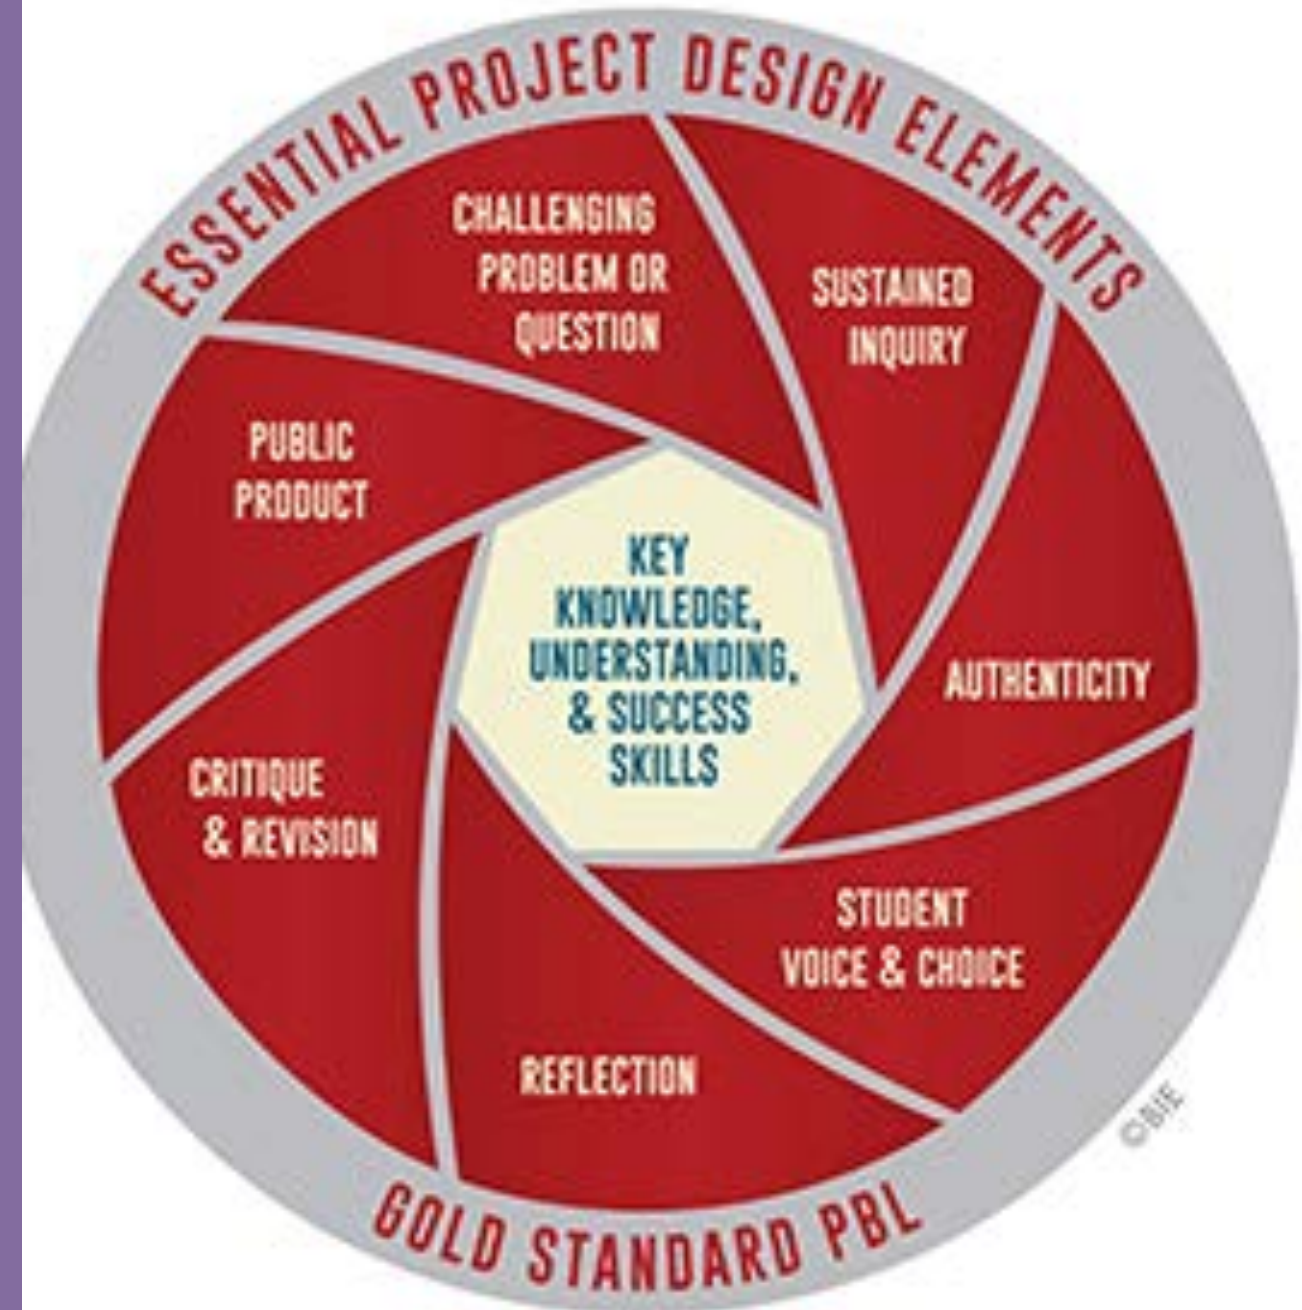 ESSENTIAL PROJECT DESIGN ELEMENTS
CHALLENGING
PROBLEM OR
QUESTION
SUSTAINED
INQUIRY
AUTHENTICITY
STUDENT
VOICE & CHOICE
REFLECTION
CRITIQUE
& REVISION
PUBLIC
PRODUCT
KEY
KNOWLEDGE,
UNDERSTANDING,
& SUCCESS
SKILLS
GOLD STANDARD PBL
©BIE